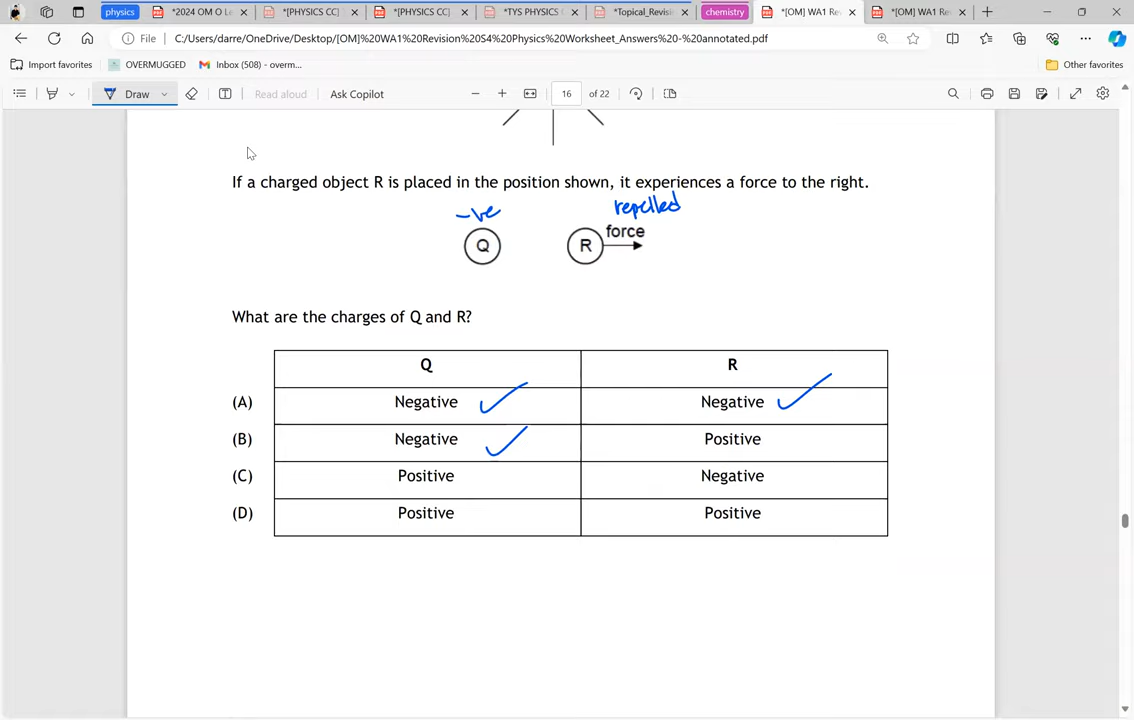 physics
*2024 OM O Le
*[PHYSICS CC]
*[PHYSICS CC]
*TYS PHYSICS
*Topical_Revisi
chemistry
*[OM] WA1 Rev
*[OM] WA1 Rev
File
C:/Users/darre/OneDrive/Desktop/[OM]%20WA1%20Revision%20S4%20Physics%20Worksheet_Answers%20-%20annotated.pdf
Import favorites
OVERMUGGED
Inbox (508) – overm...
Other favorites
Draw
Read aloud
Ask Copilot
16
of 22
If a charged object R is placed in the position shown, it experiences a force to the right.
-ve
repelled
force
Q
R
What are the charges of Q and R?
Q R
(A) Negative Negative
(B) Negative Positive
(C) Positive Negative
(D) Positive Positive